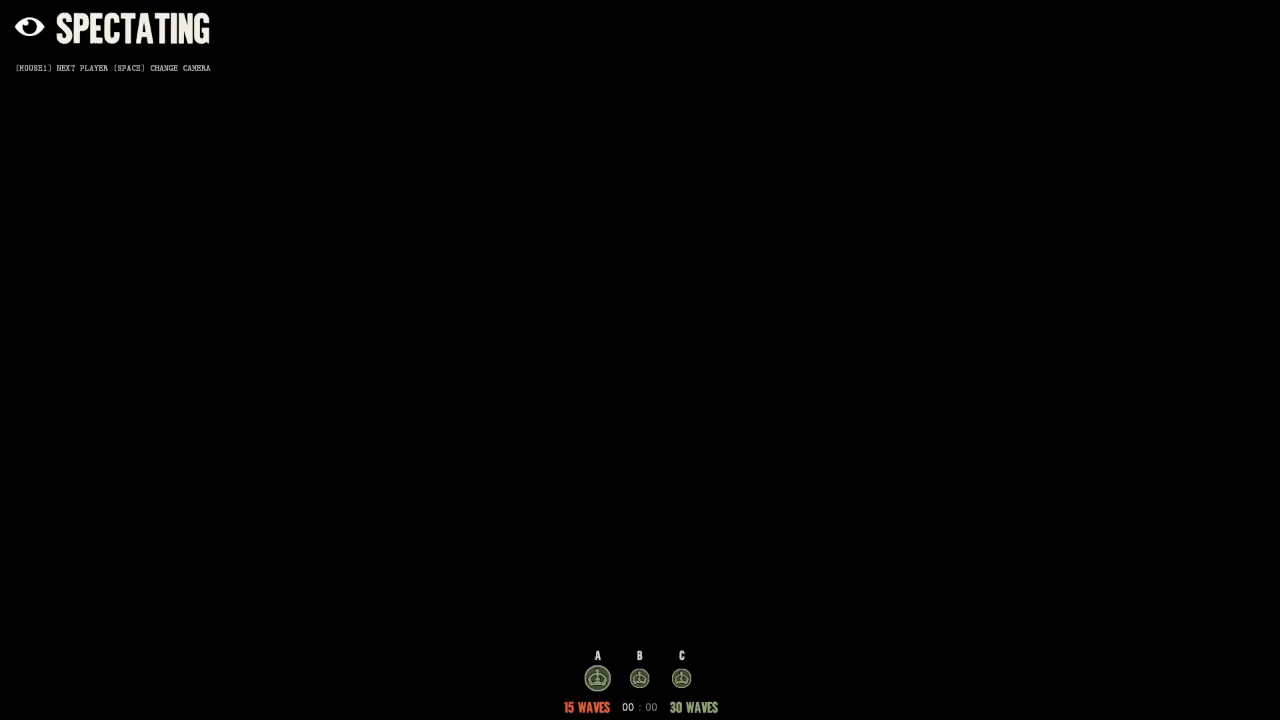 SPECTATING
[MOUSE1] NEXT PLAYER [SPACE] CHANGE CAMERA
A B C
15 WAVES 00 : 00 30 WAVES